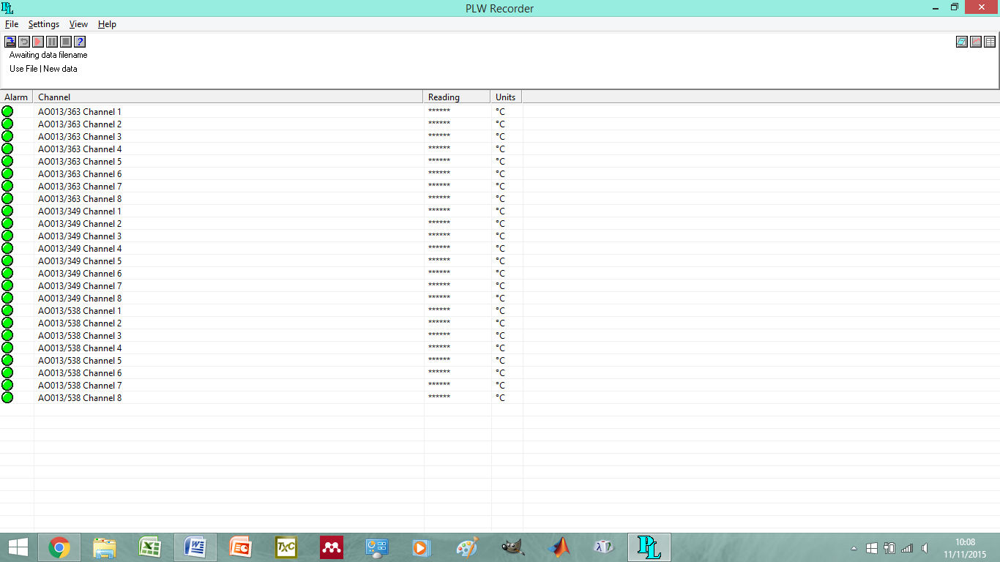 PLW Recorder
File Settings View Help
Awaiting data filename
Use File | New data
Alarm Channel Reading Units
AO013/363 Channel 1 ****** °C
AO013/363 Channel 2 ****** °C
AO013/363 Channel 3 ****** °C
AO013/363 Channel 4 ****** °C
AO013/363 Channel 5 ****** °C
AO013/363 Channel 6 ****** °C
AO013/363 Channel 7 ****** °C
AO013/363 Channel 8 ****** °C
AO013/349 Channel 1 ****** °C
AO013/349 Channel 2 ****** °C
AO013/349 Channel 3 ****** °C
AO013/349 Channel 4 ****** °C
AO013/349 Channel 5 ****** °C
AO013/349 Channel 6 ****** °C
AO013/349 Channel 7 ****** °C
AO013/349 Channel 8 ****** °C
AO013/538 Channel 1 ****** °C
AO013/538 Channel 2 ****** °C
AO013/538 Channel 3 ****** °C
AO013/538 Channel 4 ****** °C
AO013/538 Channel 5 ****** °C
AO013/538 Channel 6 ****** °C
AO013/538 Channel 7 ****** °C
AO013/538 Channel 8 ****** °C
TXC
PL
10:08
11/11/2015